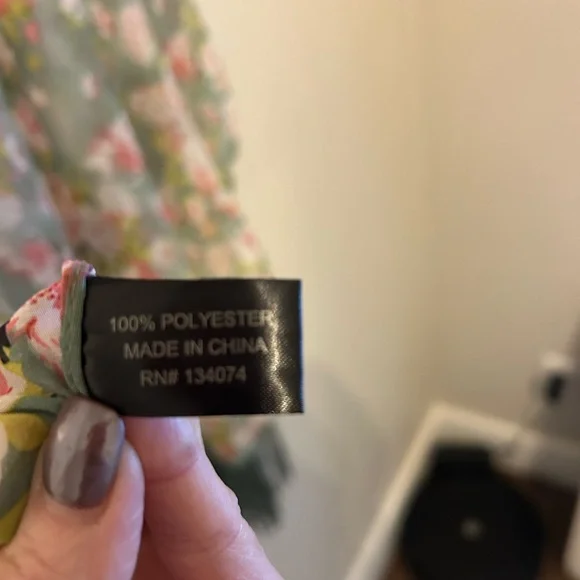 100% POLYESTER
MADE IN CHINA
RN# 134074